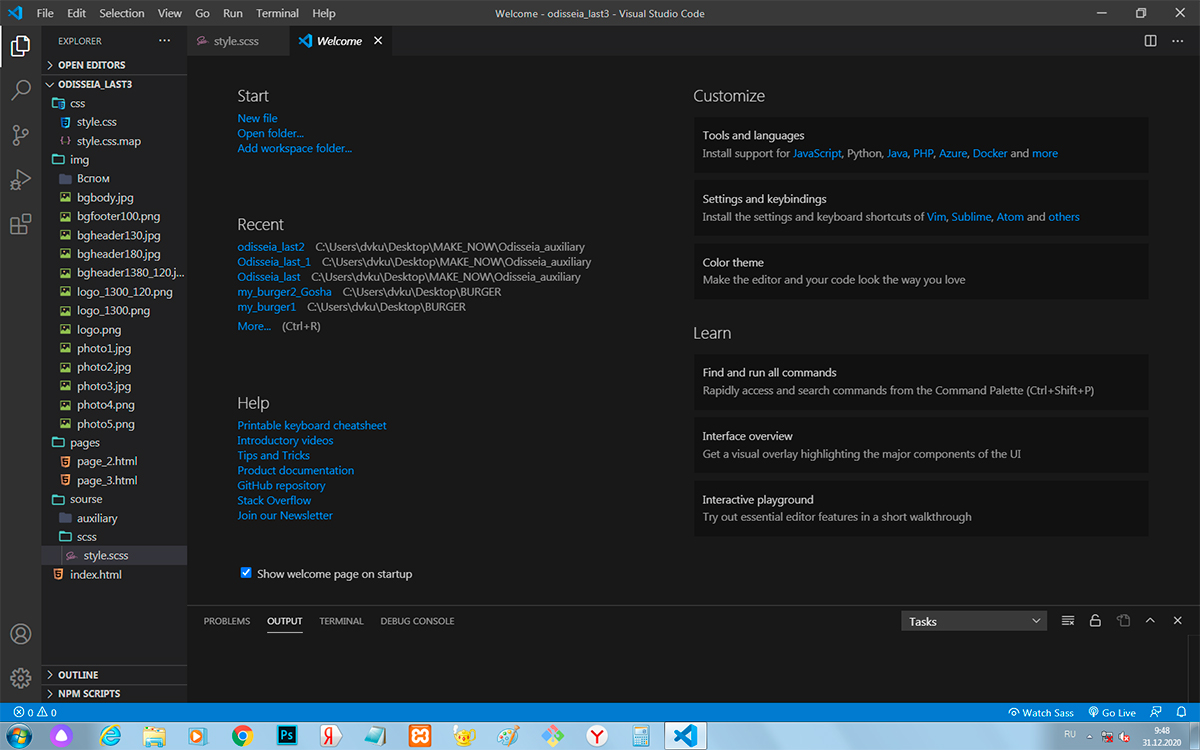 File Edit Selection View Go Run Terminal Help
Welcome - odisseia_last3 - Visual Studio Code
EXPLORER
OPEN EDITORS
ODISSEIA_LAST3
css
style.css
style.css.map
img
Вспом
bgbody.jpg
bgfooter100.png
bgheader130.jpg
bgheader180.jpg
bgheader1380_120.j...
logo_1300_120.png
logo_1300.png
logo.png
photo1.jpg
photo2.jpg
photo3.jpg
photo4.png
photo5.png
pages
page_2.html
page_3.html
sourse
auxiliary
scss
style.scss
index.html
OUTLINE
NPM SCRIPTS
style.scss
Welcome
Start
New file
Open folder...
Add workspace folder...
Recent
odisseia_last2 C:\Users\dvku\Desktop\MAKE_NOW\Odisseia_auxiliary
Odisseia_last_1 C:\Users\dvku\Desktop\MAKE_NOW\Odisseia_auxiliary
Odisseia_last C:\Users\dvku\Desktop\MAKE_NOW\Odisseia_auxiliary
my_burger2_Gosha C:\Users\dvku\Desktop\BURGER
my_burger1 C:\Users\dvku\Desktop\BURGER
More... (Ctrl+R)
Help
Printable keyboard cheatsheet
Introductory videos
Tips and Tricks
Product documentation
GitHub repository
Stack Overflow
Join our Newsletter
Show welcome page on startup
Customize
Tools and languages
Install support for JavaScript, Python, Java, PHP, Azure, Docker and more
Settings and keybindings
Install the settings and keyboard shortcuts of Vim, Sublime, Atom and others
Color theme
Make the editor and your code look the way you love
Learn
Find and run all commands
Rapidly access and search commands from the Command Palette (Ctrl+Shift+P)
Interface overview
Get a visual overlay highlighting the major components of the UI
Interactive playground
Try out essential editor features in a short walkthrough
PROBLEMS OUTPUT TERMINAL DEBUG CONSOLE
Tasks
0 0
Watch Sass Go Live
Ps
Я
Y
RU
9:48
31.12.2020